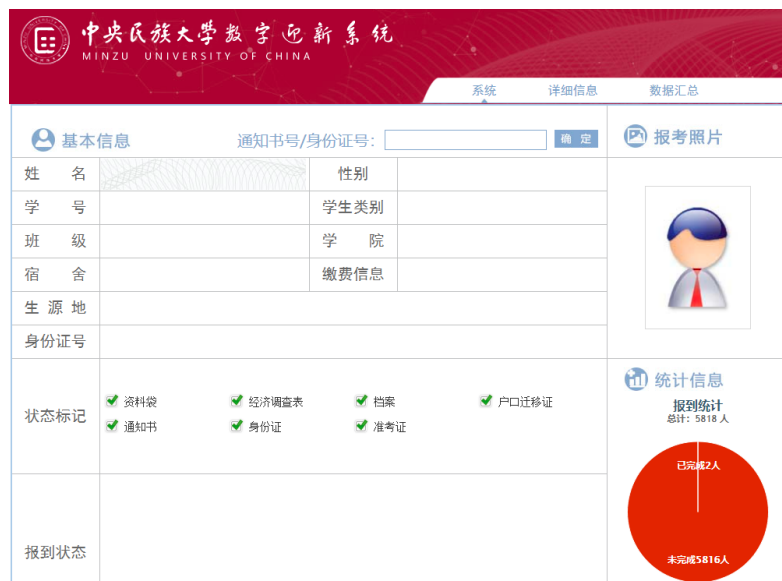 中央民族大学数字迎新系统
MINZU UNIVERSITY OF CHINA
系统 详细信息 数据汇总
基本信息 通知书号/身份证号: 确 定 报考照片
姓 名 性别
学 号 学生类别
班 级 学 院
宿 舍 缴费信息
生 源 地
身份证号
统计信息
报到统计
总计: 5818 人
状态标记 资料袋 经济调查表 档案 户口迁移证
通知书 身份证 准考证
已完成2人
报到状态 未完成5816人